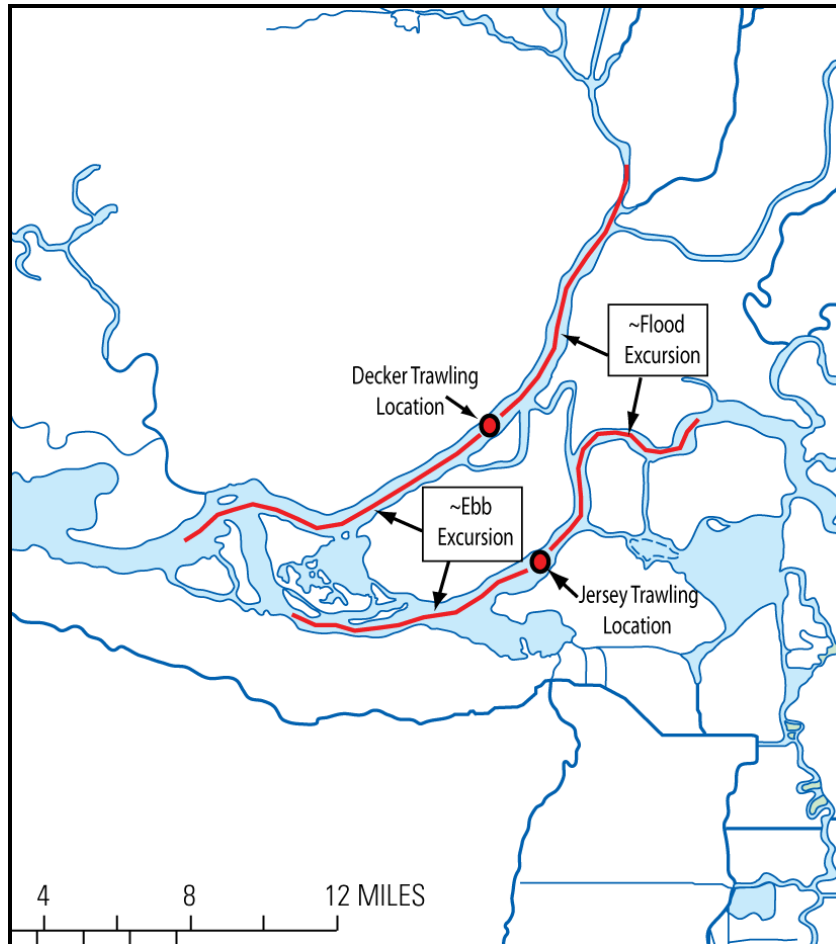 ~Flood
Excursion
Decker Trawling
Location
~Ebb
Excursion
Jersey Trawling
Location
4 8 12 MILES